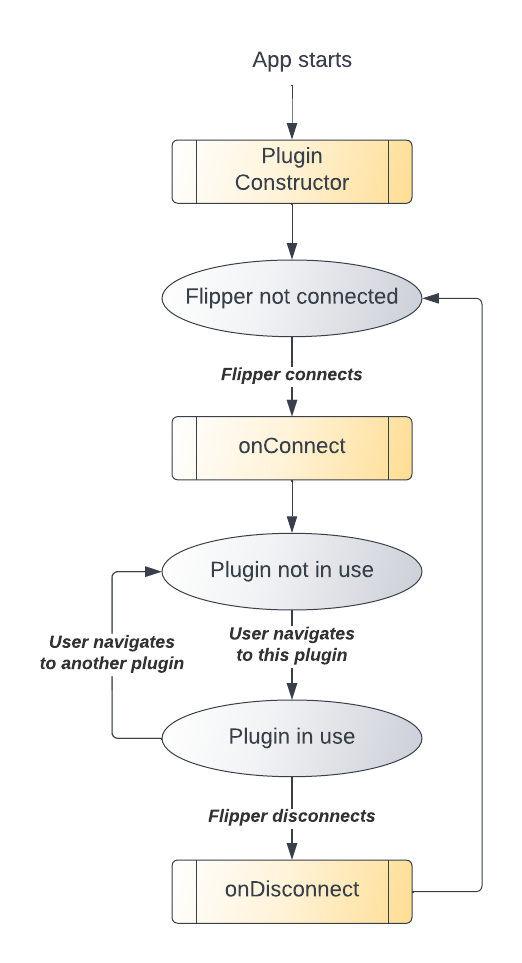 App starts
Plugin
Constructor
Flipper not connected
Flipper connects
onConnect
Plugin not in use
User navigates
to this plugin
User navigates
to another plugin
Plugin in use
Flipper disconnects
onDisconnect